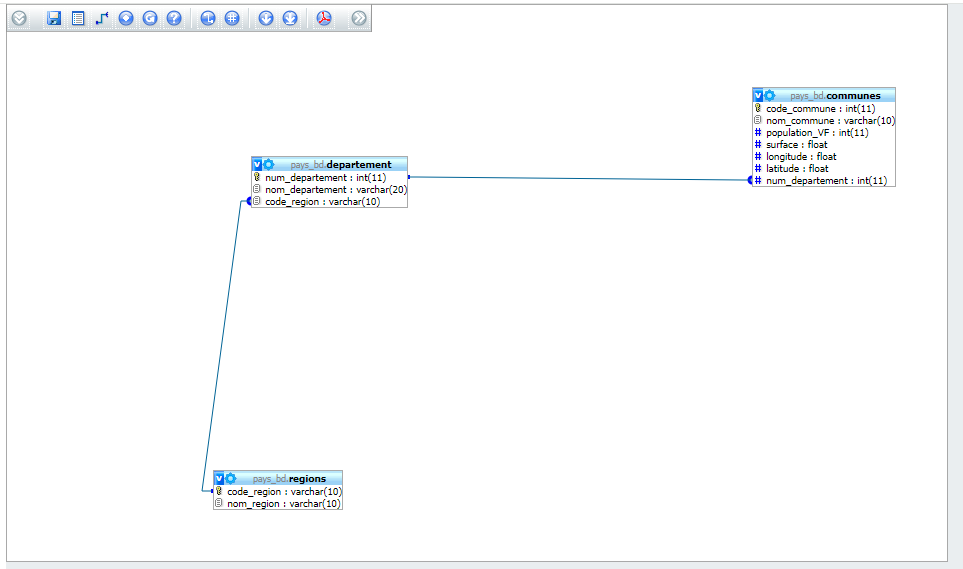 pays_bd.communes
code_commune : int(11)
nom_commune : varchar(10)
# population_VF : int(11)
# surface : float
# longitude : float
# latitude : float
# num_departement : int(11)
pays_bd.departement
num_departement : int(11)
nom_departement : varchar(20)
code_region : varchar(10)
pays_bd.regions
code_region : varchar(10)
nom_region : varchar(10)